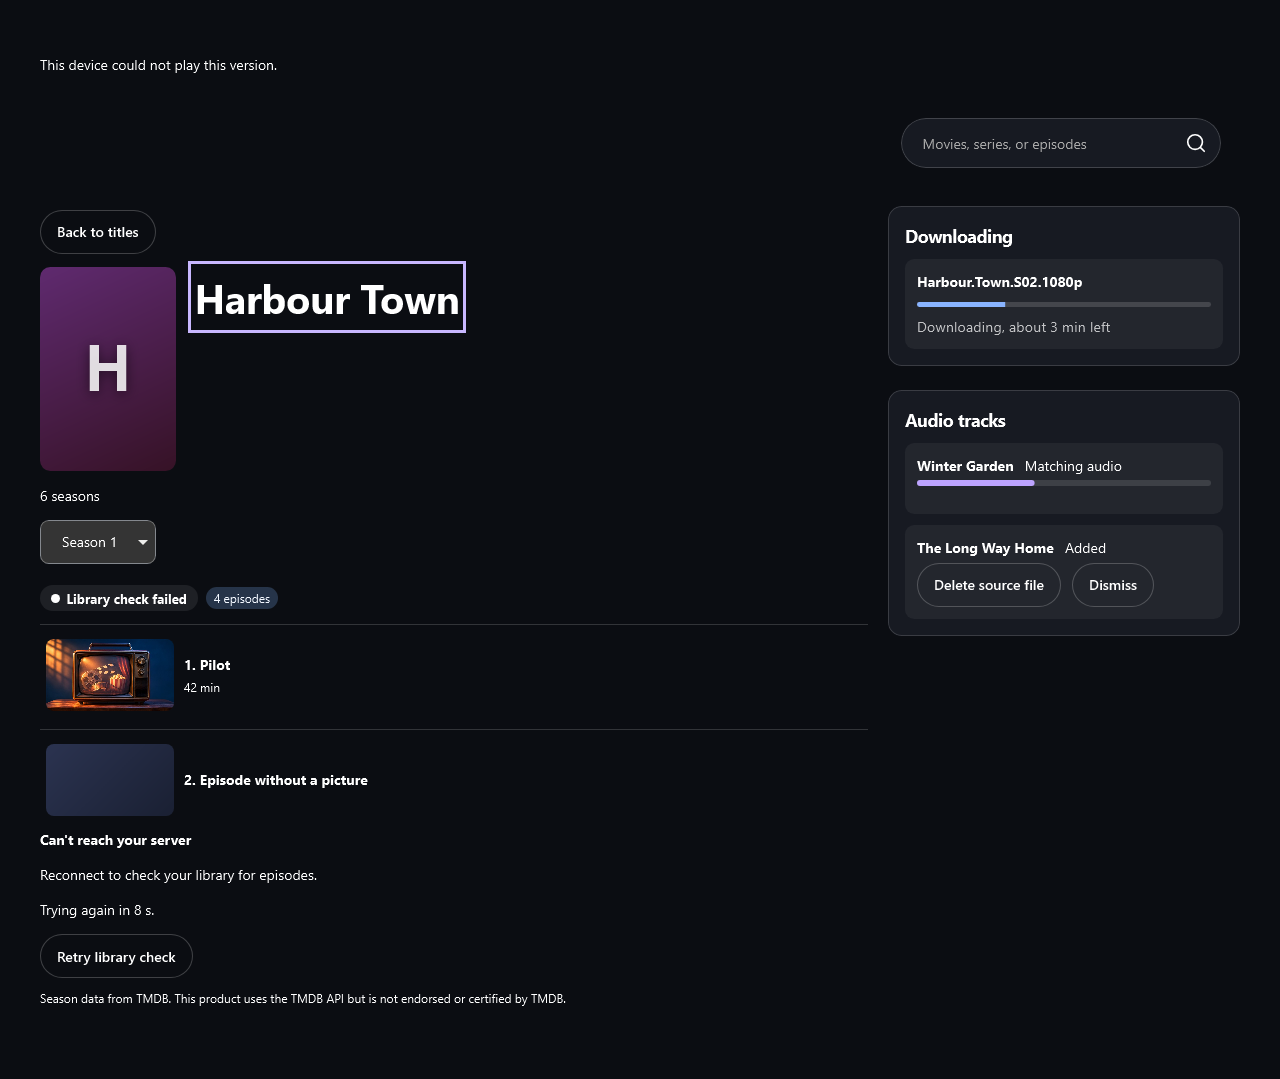 This device could not play this version.
Movies, series, or episodes
Back to titles
H
Harbour Town
6 seasons
Season 1
Library check failed
4 episodes
1. Pilot
42 min
2. Episode without a picture
Can't reach your server
Reconnect to check your library for episodes.
Trying again in 8 s.
Retry library check
Season data from TMDB. This product uses the TMDB API but is not endorsed or certified by TMDB.
Downloading
Harbour.Town.S02.1080p
Downloading, about 3 min left
Audio tracks
Winter Garden Matching audio
The Long Way Home Added
Delete source file
Dismiss